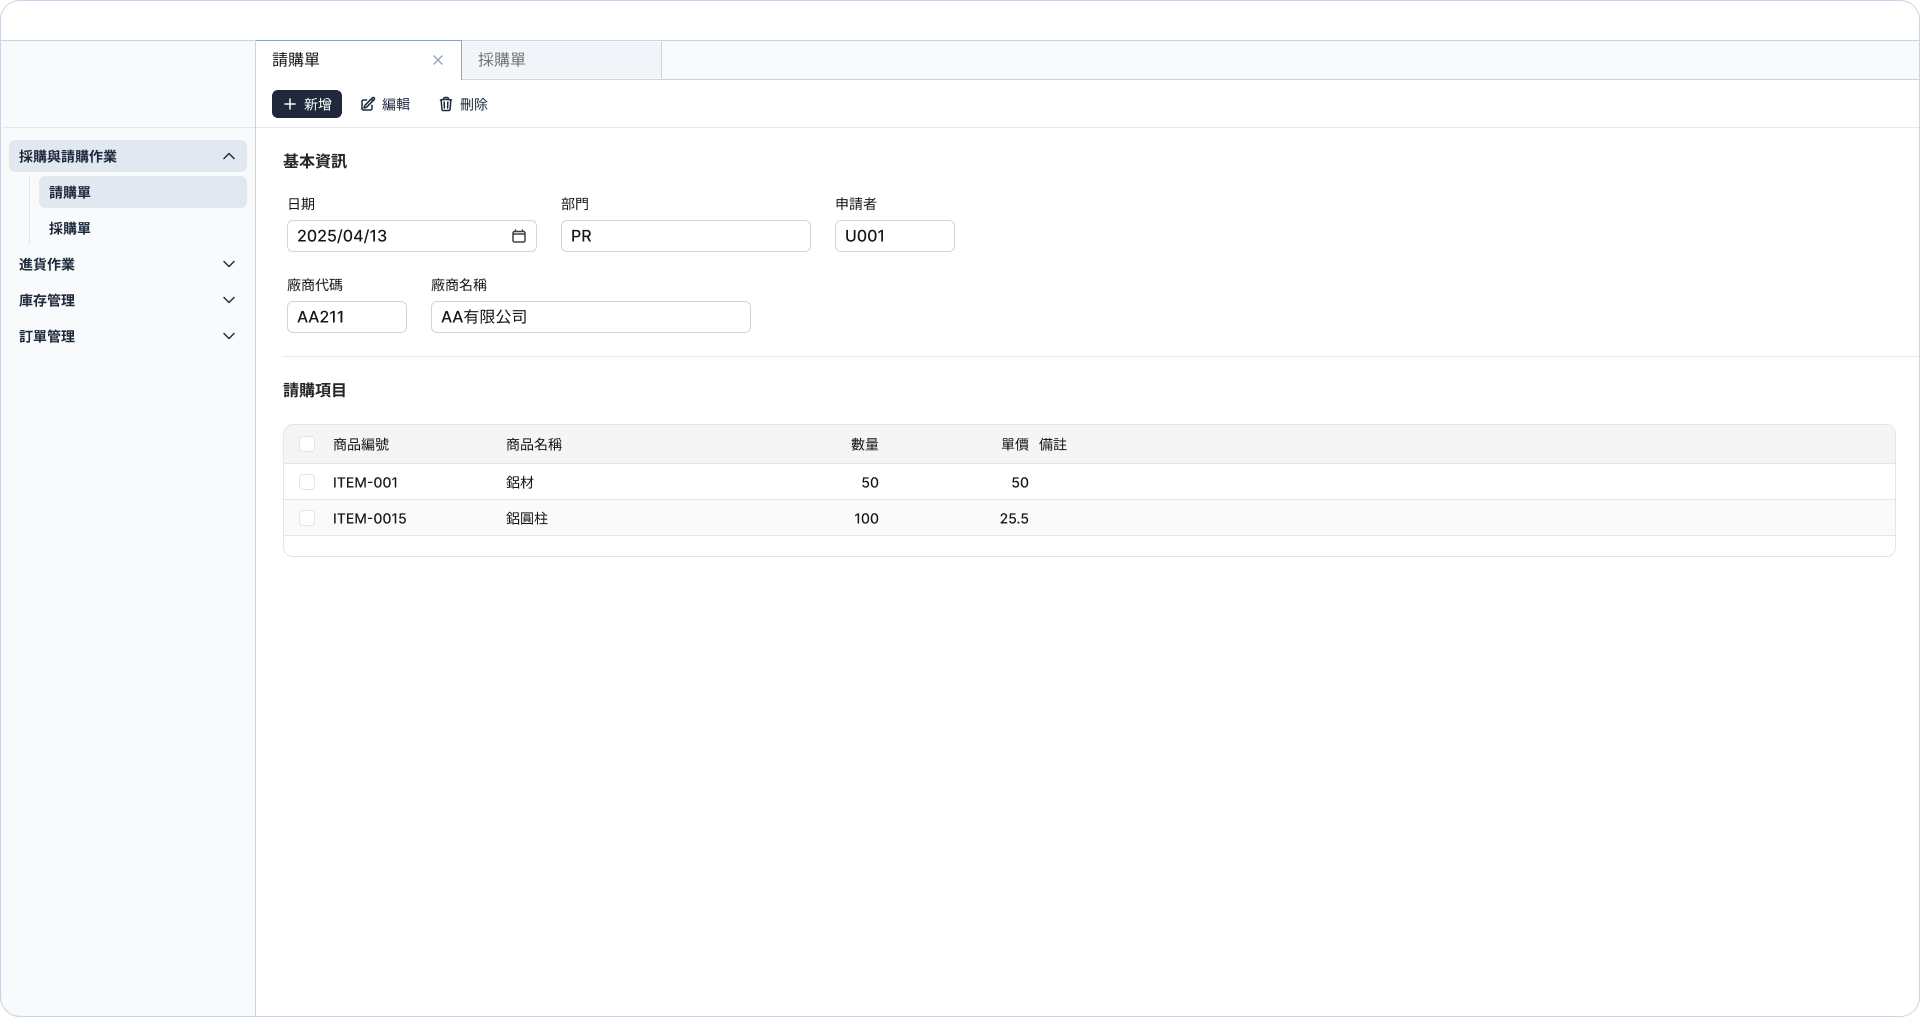 請購單
採購單
新增 編輯 刪除
採購與請購作業
請購單
採購單
進貨作業
庫存管理
訂單管理
基本資訊
日期 部門 申請者
2025/04/13 PR U001
廠商代碼 廠商名稱
AA211 AA有限公司
請購項目
商品編號 商品名稱 數量 單價 備註
ITEM-001 鋁材 50 50
ITEM-0015 鋁圓柱 100 25.5